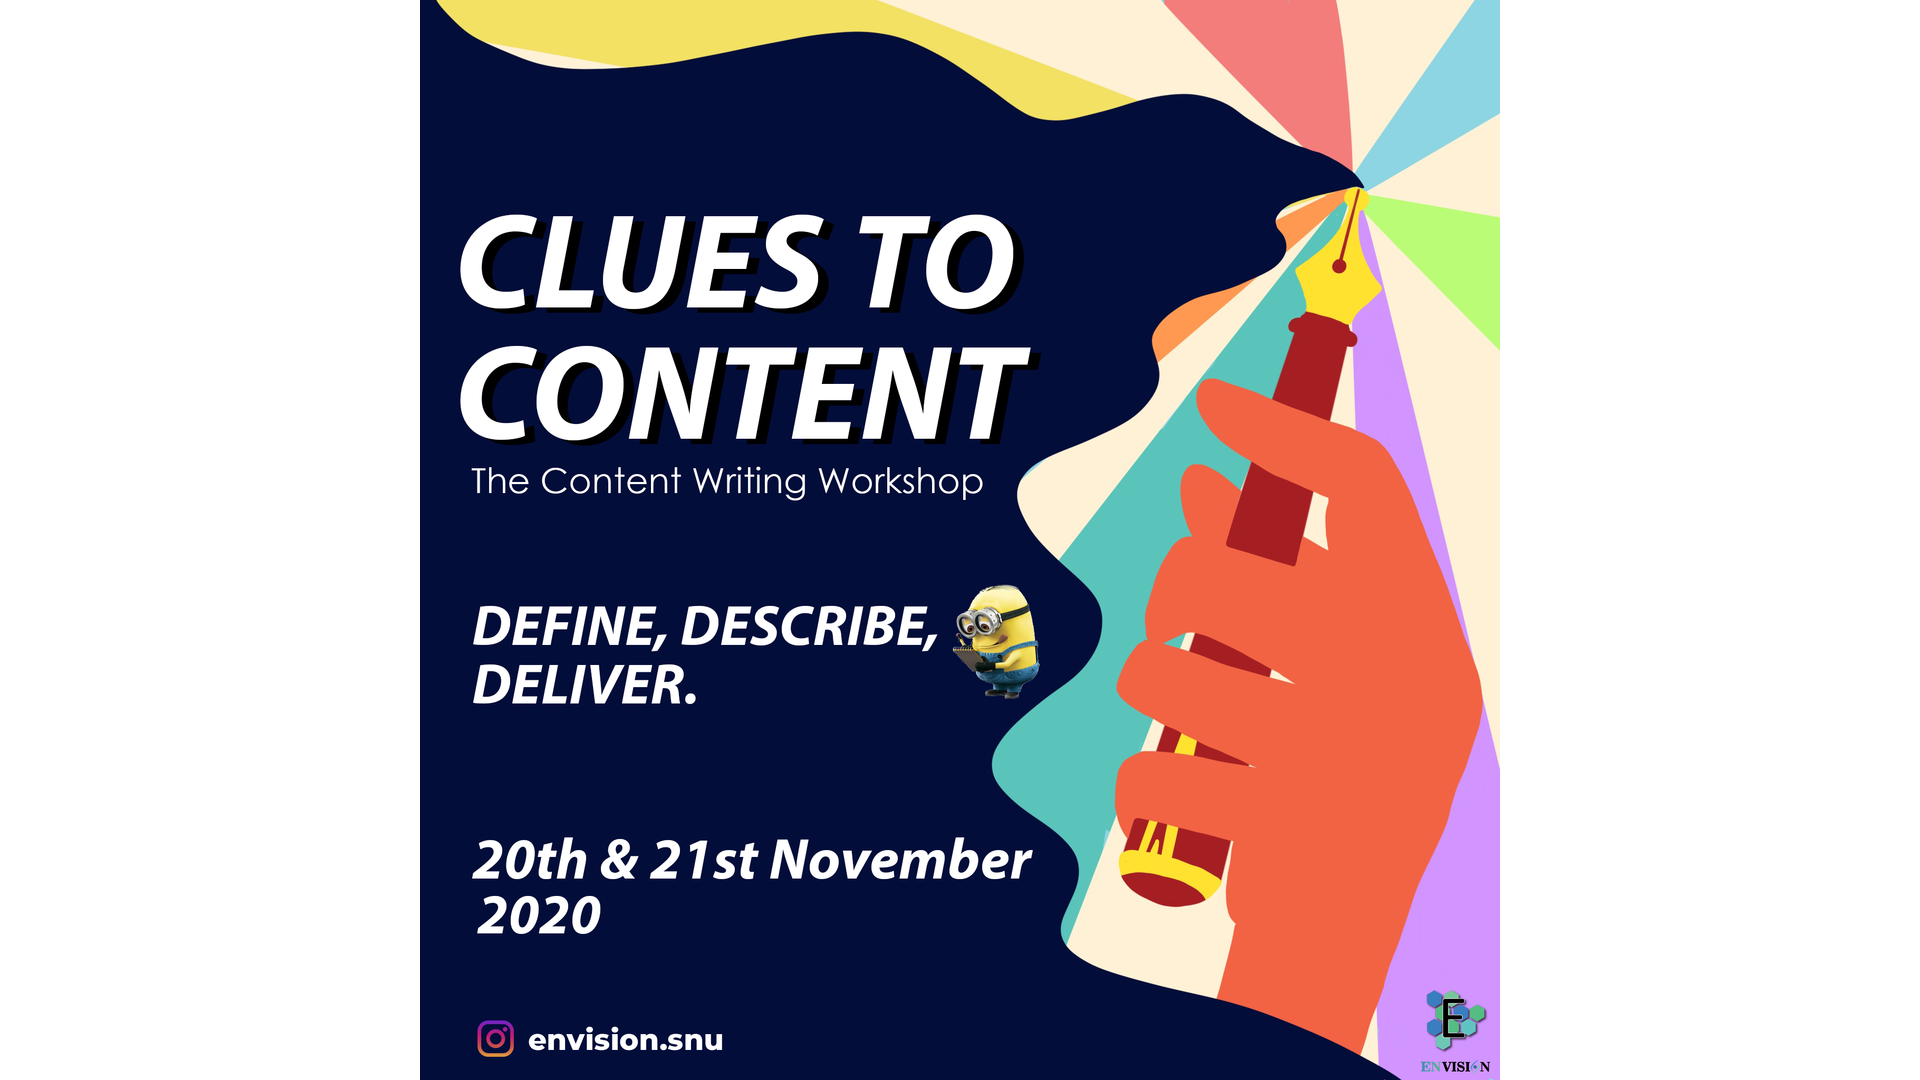 CLUES TO
CONTENT
The Content Writing Workshop
DEFINE, DESCRIBE,
DELIVER.
20th & 21st November
2020
envision.snu
E
ENVISION